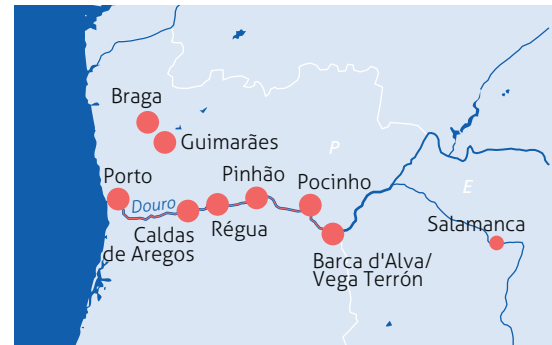 Braga
Guimarães
P
Porto
Pinhão
Pocinho
E
Douro
Caldas
de Aregos
Régua
Salamanca
Barca d'Alva/
Vega Terrón